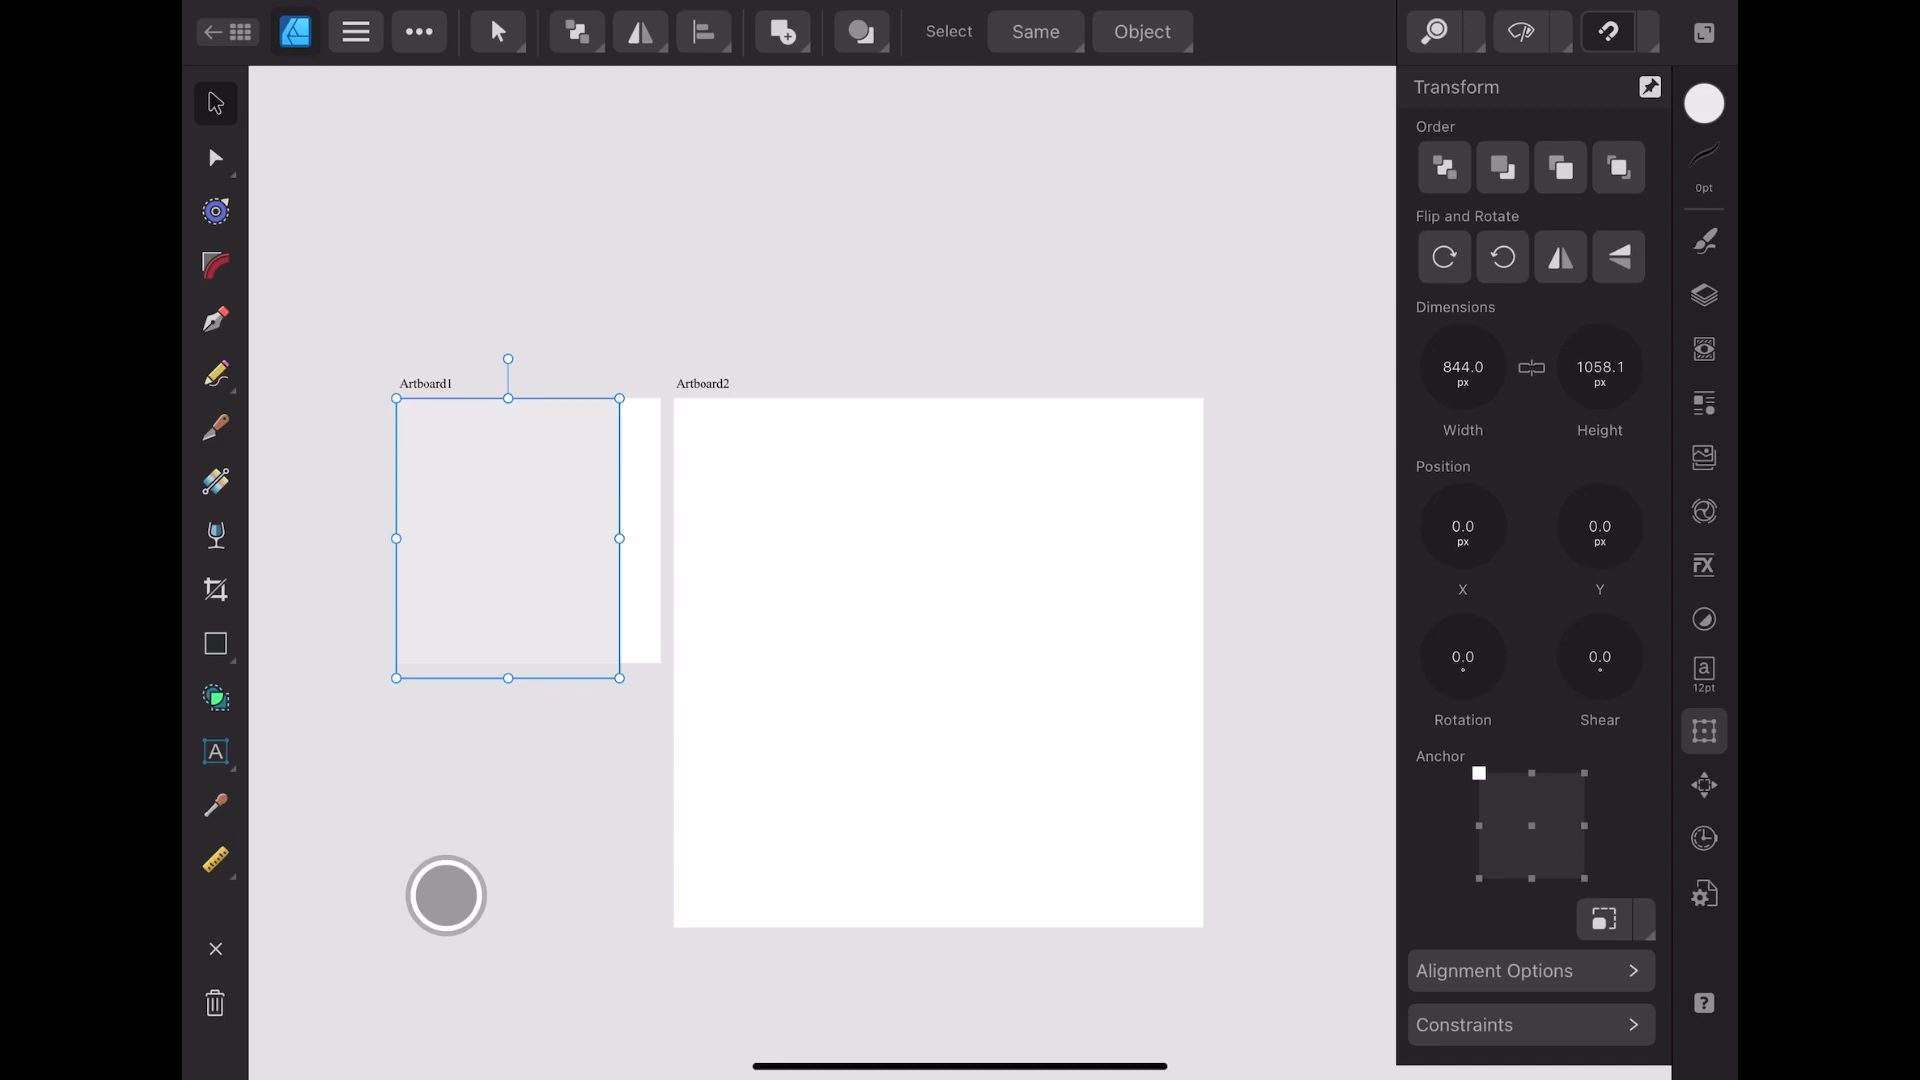 Select
Same
Object
Transform
Order
0pt
Flip and Rotate
Dimensions
844.0
px
1058.1
px
Width
Height
Artboard1
Artboard2
Position
0.0
px
0.0
px
X
Y
FX
0.0
°
0.0
°
a
12pt
Rotation
Shear
A
Anchor
Alignment Options
Constraints
?